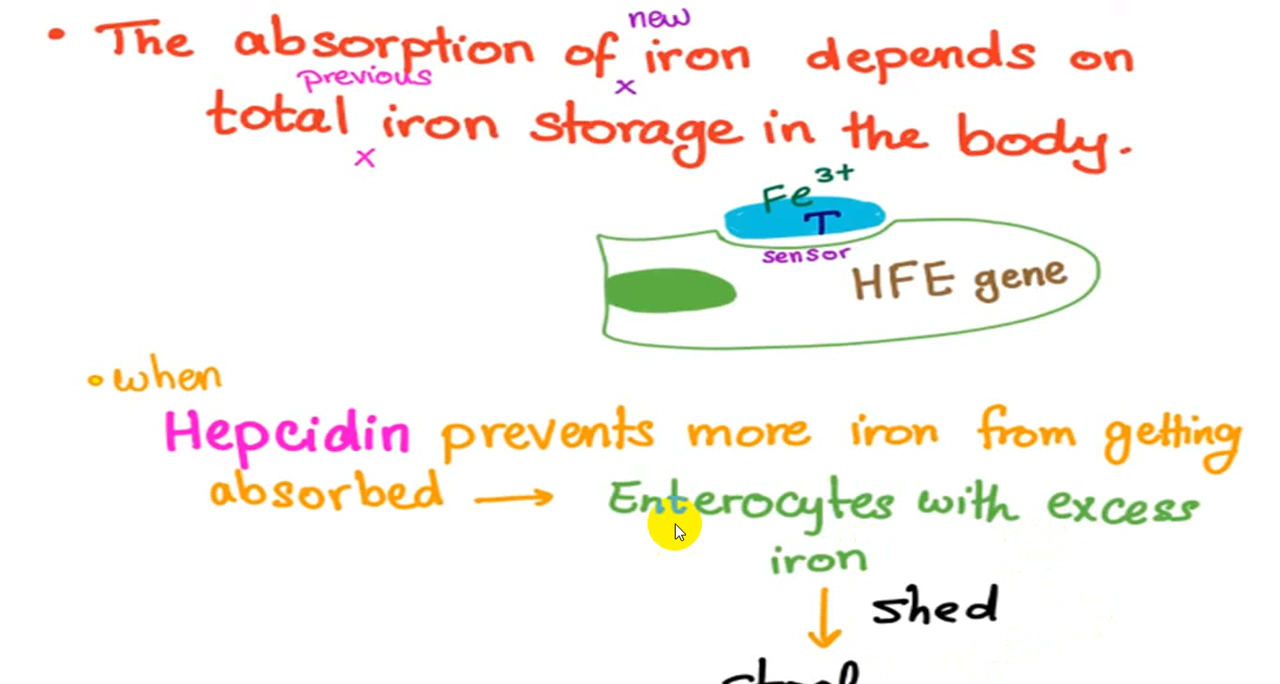 new
• The absorption of iron depends on
previous
x
total iron storage in the body.
x
Fe³⁺
T
sensor
HFE gene
• when
Hepcidin prevents more iron from getting
absorbed → Enterocytes with excess
iron
↓ shed